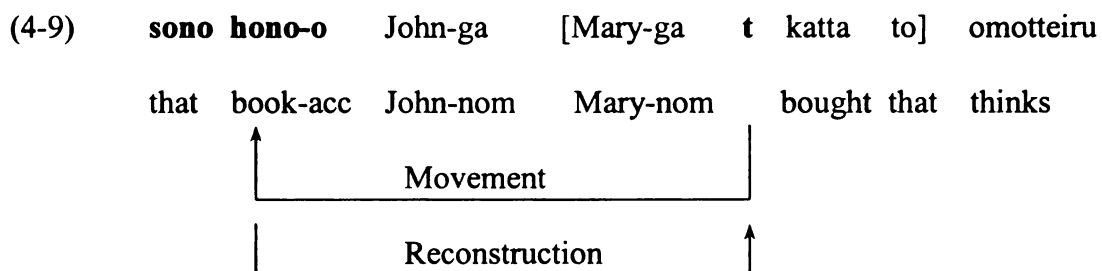 (4-9) sono hono-o John-ga [Mary-ga t katta to] omotteiru
that book-acc John-nom Mary-nom bought that thinks
Movement
Reconstruction